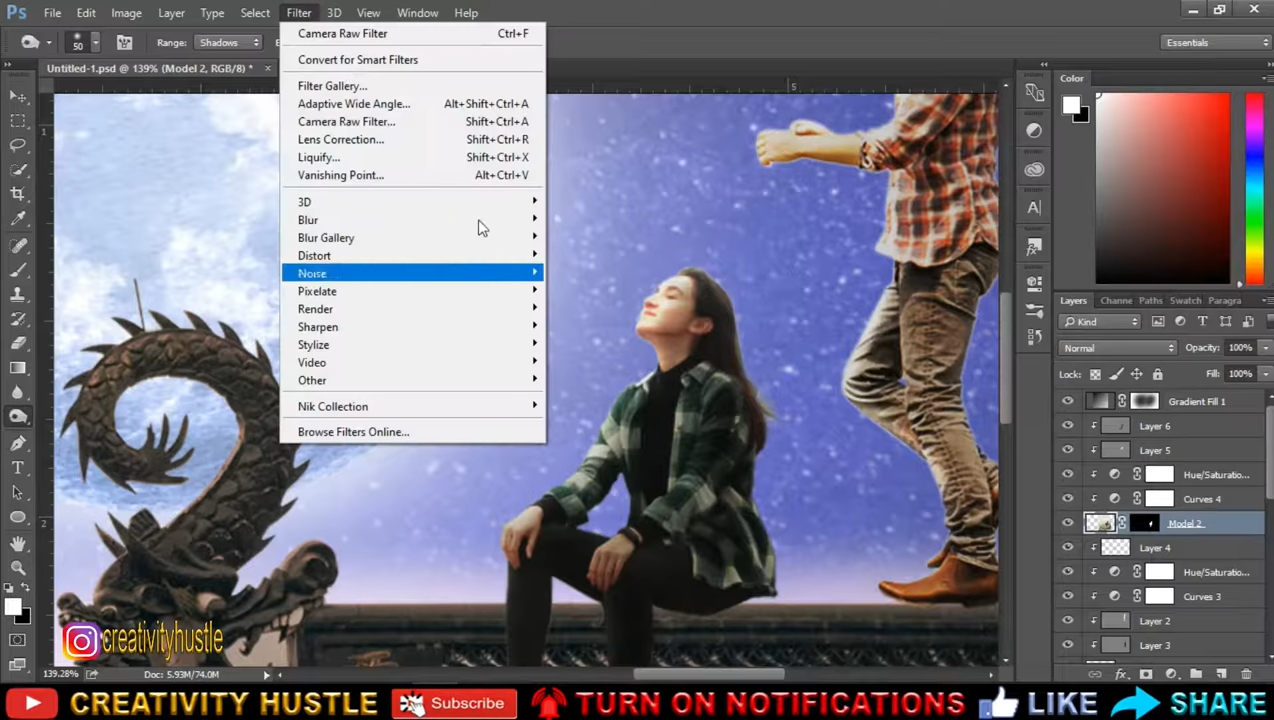 Ps File Edit Image Layer Type Select Filter 3D View Window Help
50 Range: Shadows Essentials
Untitled-1.psd @ 139% (Model 2, RGB/8) * ×
Camera Raw Filter Ctrl+F
Convert for Smart Filters
Filter Gallery...
Adaptive Wide Angle... Alt+Shift+Ctrl+A
Camera Raw Filter... Shift+Ctrl+A
Lens Correction... Shift+Ctrl+R
Liquify... Shift+Ctrl+X
Vanishing Point... Alt+Ctrl+V
3D
Blur
Blur Gallery
Distort
Noise
Pixelate
Render
Sharpen
Stylize
Video
Other
Nik Collection
Browse Filters Online...
1
2
5
Color
Layers Channe Paths Swatch Paragra
Kind
Normal Opacity: 100%
Lock: Fill: 100%
Gradient Fill 1
Layer 6
Layer 5
Hue/Saturatio...
Curves 4
Model 2
Layer 4
Hue/Saturatio...
Curves 3
Layer 2
Layer 3
fx
creativityhustle
139.28% Doc: 5.93M/74.0M
CREATIVITY HUSTLE Subscribe TURN ON NOTIFICATIONS LIKE SHARE